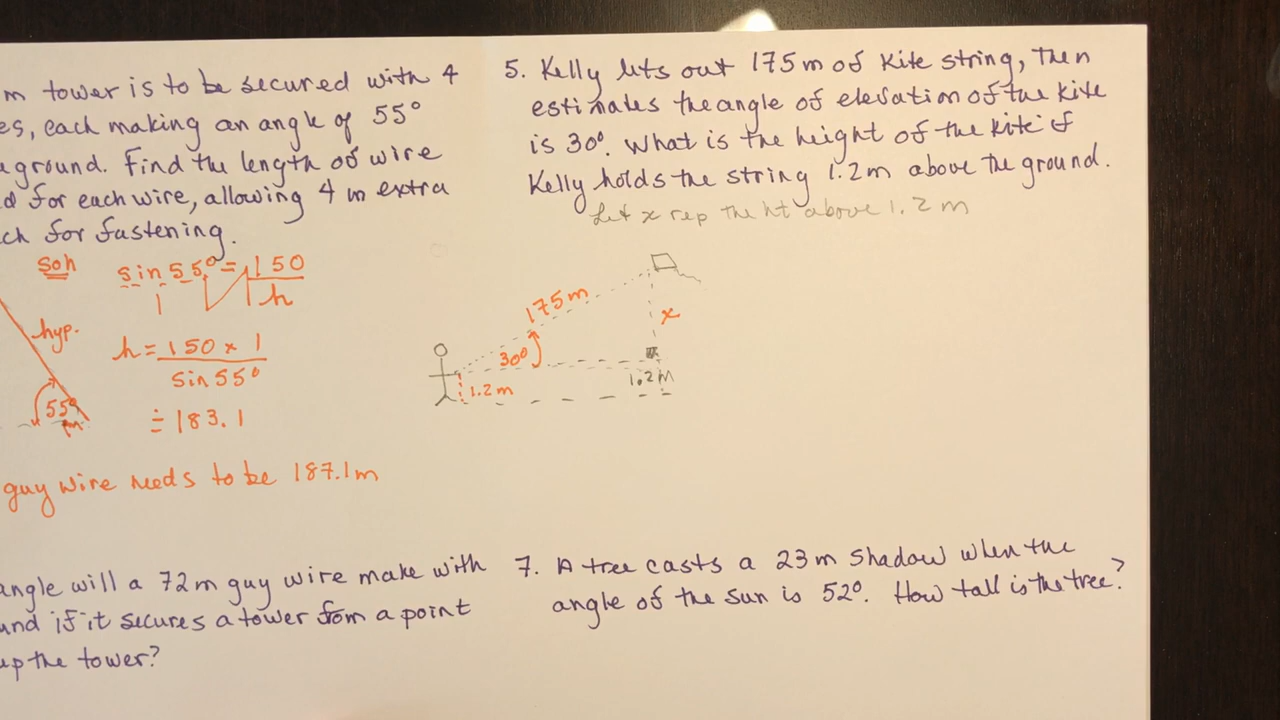 m tower is to be secured with 4
es, each making an angle of 55°
ground. Find the length of wire
d for each wire, allowing 4 m extra
ch for fastening.
soh
sin 55° = 150
1 h
hyp.
h = 150 x 1
sin 55°
≐ 183.1
55°
guy wire needs to be 187.1m
5. Kelly lets out 175m of kite string, then
estimates the angle of elevation of the kite
is 30°. What is the height of the kite if
Kelly holds the string 1.2m above the ground.
Let x rep the ht above 1.2 m
175m
x
30°
1.2m
1.2m
angle will a 72m guy wire make with
und if it secures a tower from a point
up the tower?
7. A tree casts a 23m shadow when the
angle of the sun is 52°. How tall is the tree?